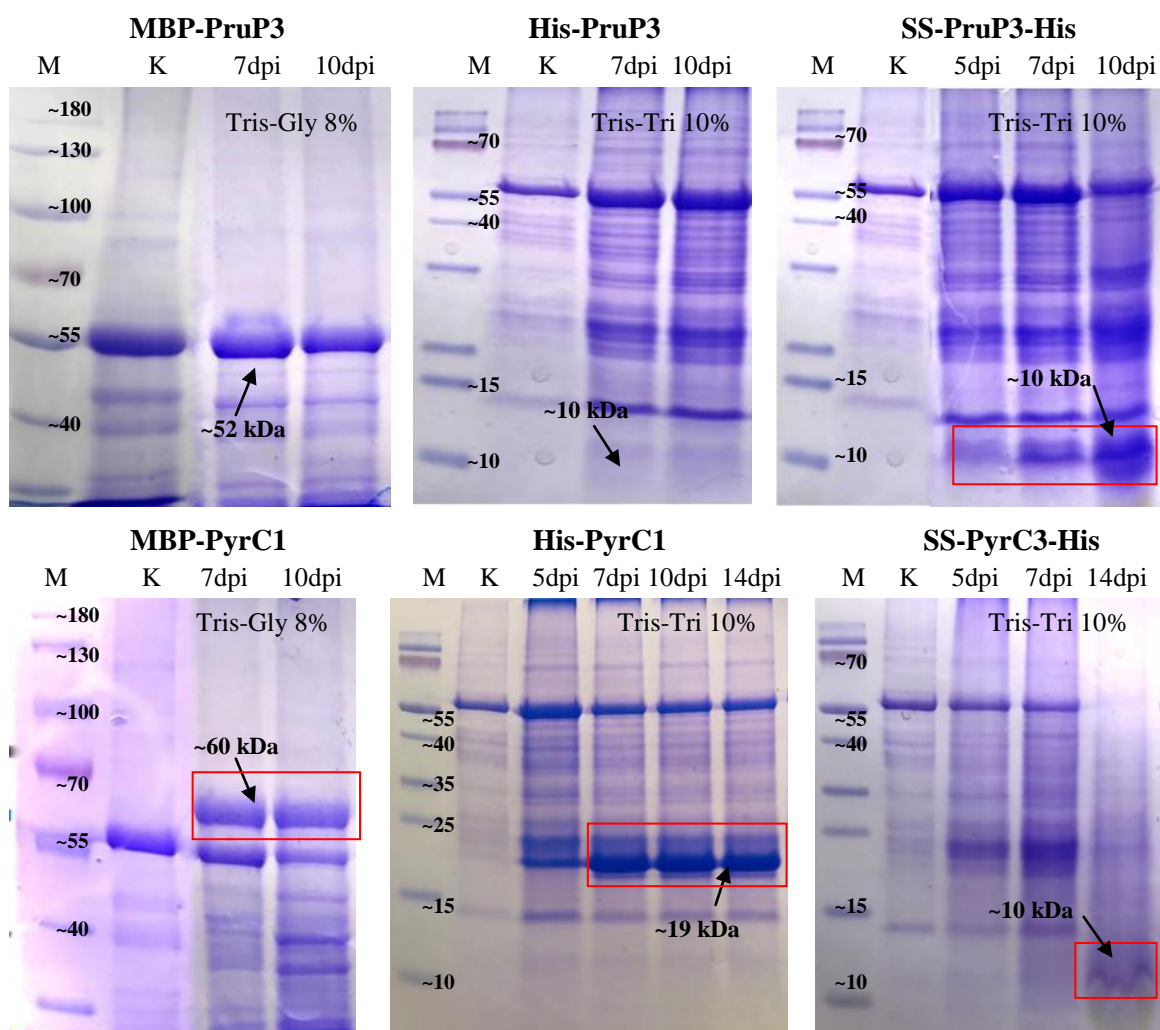 MBP-PruP3
M K 7dpi 10dpi
Tris-Gly 8%
~180
~130
~100
~70
~55
~40
~52 kDa
His-PruP3
M K 7dpi 10dpi
Tris-Tri 10%
~70
~55
~40
~15
~10
~10 kDa
SS-PruP3-His
M K 5dpi 7dpi 10dpi
Tris-Tri 10%
~70
~55
~40
~15
~10
~10 kDa
MBP-PyrC1
M K 7dpi 10dpi
Tris-Gly 8%
~180
~130
~100
~70
~55
~40
~60 kDa
His-PyrC1
M K 5dpi 7dpi 10dpi 14dpi
Tris-Tri 10%
~55
~40
~35
~25
~15
~10
~19 kDa
SS-PyrC3-His
M K 5dpi 7dpi 14dpi
Tris-Tri 10%
~70
~55
~40
~15
~10
~10 kDa